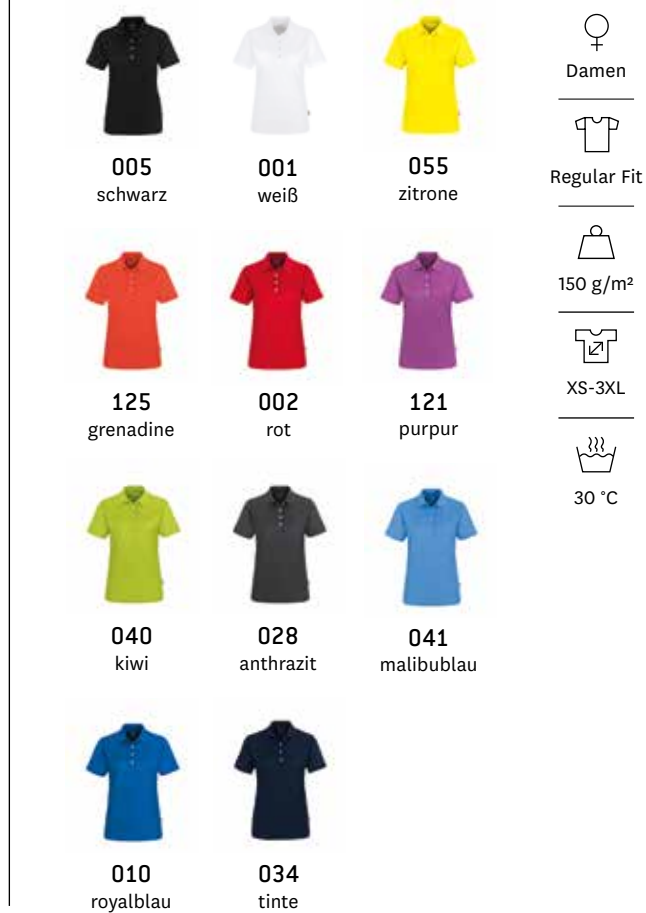 005
schwarz
001
weiß
055
zitrone
125
grenadine
002
rot
121
purpur
040
kiwi
028
anthrazit
041
malibublau
010
royalblau
034
tinte
Damen
Regular Fit
150 g/m²
XS-3XL
30 °C